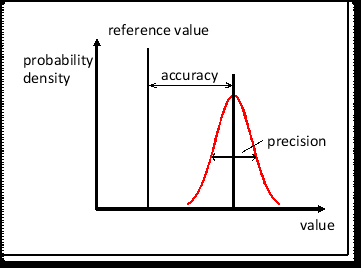 reference value
probability
density
accuracy
precision
value